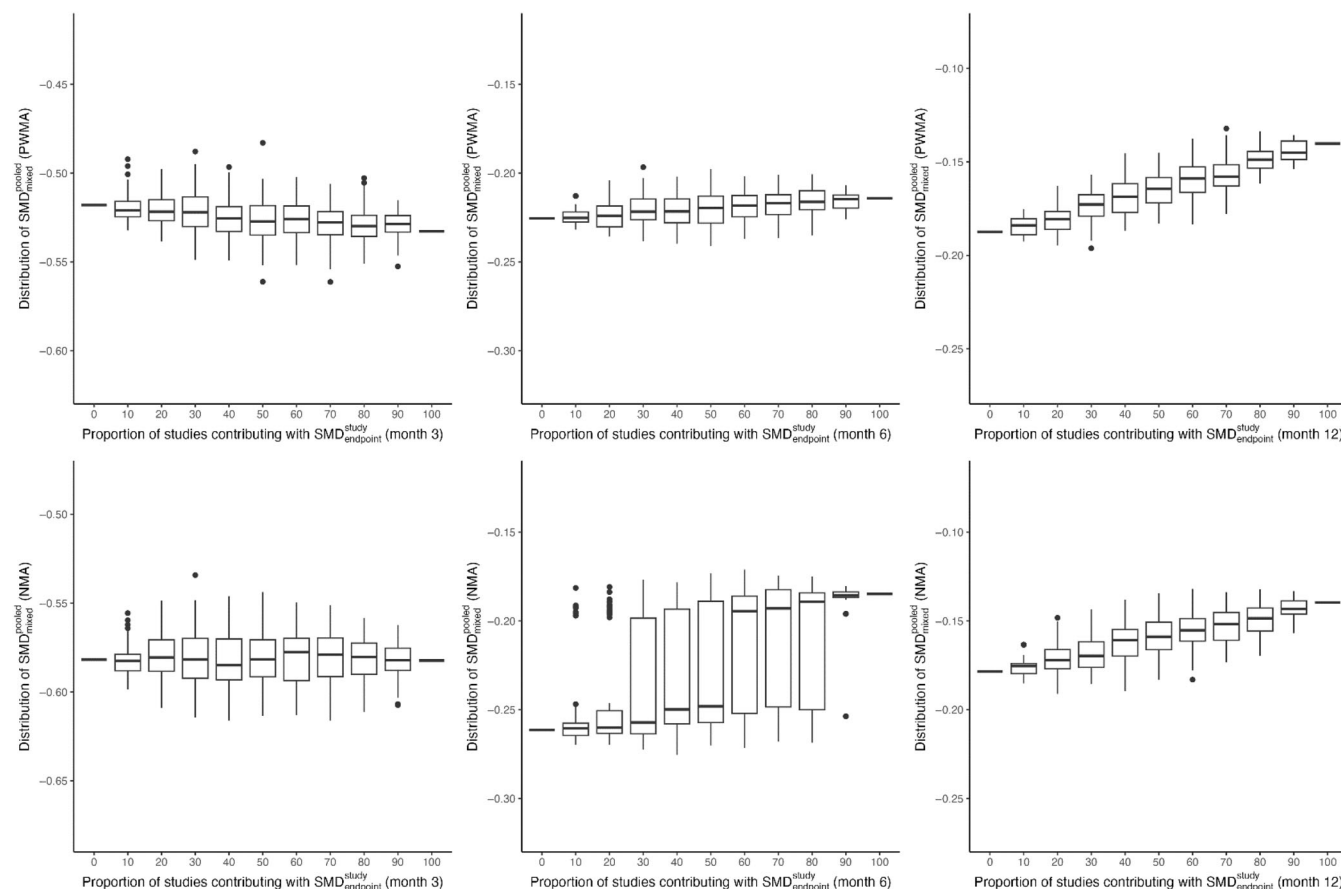 Distribution of SMD^pooled_mixed (PWMA)
−0.45
−0.50
−0.55
−0.60
0 10 20 30 40 50 60 70 80 90 100
Proportion of studies contributing with SMD^study_endpoint (month 3)
Distribution of SMD^pooled_mixed (PWMA)
−0.15
−0.20
−0.25
−0.30
0 10 20 30 40 50 60 70 80 90 100
Proportion of studies contributing with SMD^study_endpoint (month 6)
Distribution of SMD^pooled_mixed (PWMA)
−0.10
−0.15
−0.20
−0.25
0 10 20 30 40 50 60 70 80 90 100
Proportion of studies contributing with SMD^study_endpoint (month 12)
Distribution of SMD^pooled_mixed (NMA)
−0.50
−0.55
−0.60
−0.65
0 10 20 30 40 50 60 70 80 90 100
Proportion of studies contributing with SMD^study_endpoint (month 3)
Distribution of SMD^pooled_mixed (NMA)
−0.15
−0.20
−0.25
−0.30
0 10 20 30 40 50 60 70 80 90 100
Proportion of studies contributing with SMD^study_endpoint (month 6)
Distribution of SMD^pooled_mixed (NMA)
−0.10
−0.15
−0.20
−0.25
0 10 20 30 40 50 60 70 80 90 100
Proportion of studies contributing with SMD^study_endpoint (month 12)